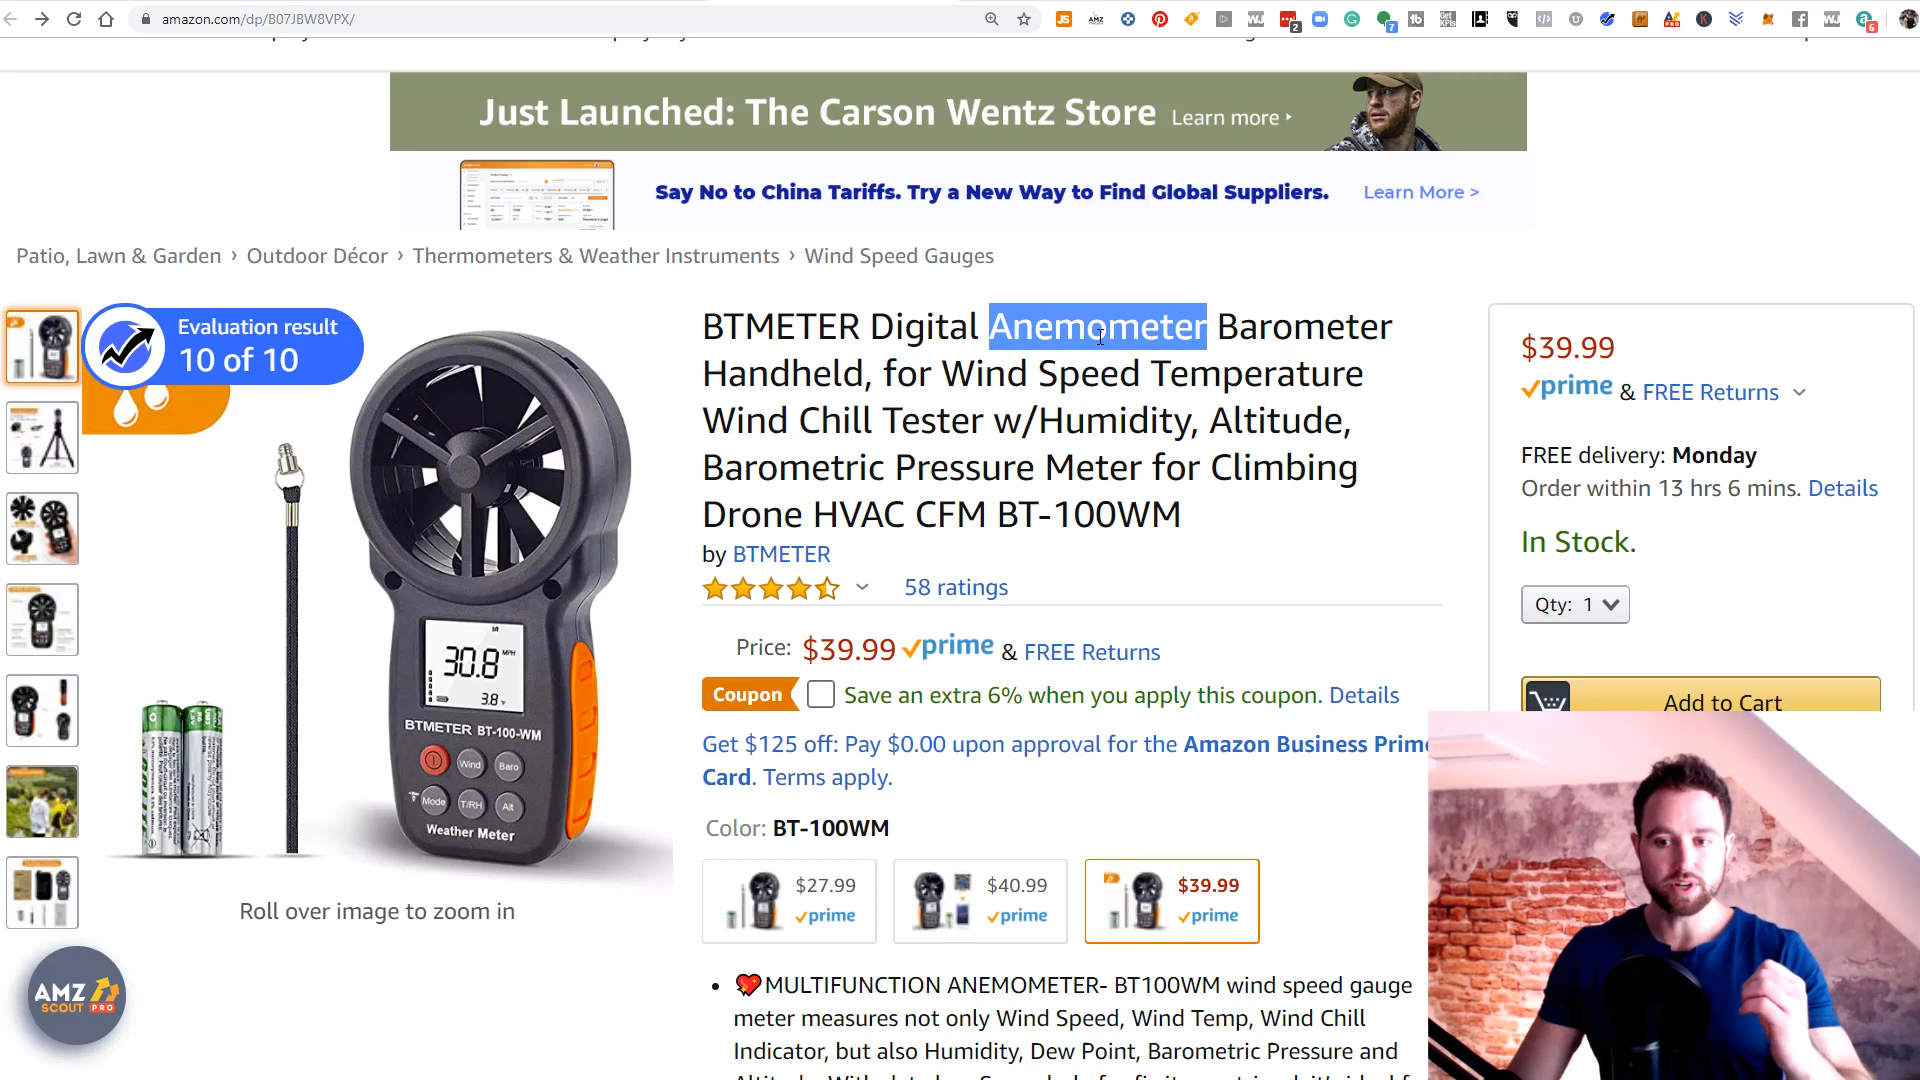 amazon.com/dp/B07JBW8VPX/
Just Launched: The Carson Wentz Store Learn more
Say No to China Tariffs. Try a New Way to Find Global Suppliers. Learn More >
Patio, Lawn & Garden › Outdoor Décor › Thermometers & Weather Instruments › Wind Speed Gauges
Evaluation result
10 of 10
BTMETER Digital Anemometer Barometer
Handheld, for Wind Speed Temperature
Wind Chill Tester w/Humidity, Altitude,
Barometric Pressure Meter for Climbing
Drone HVAC CFM BT-100WM
by BTMETER
58 ratings
Price: $39.99 prime & FREE Returns
Coupon Save an extra 6% when you apply this coupon. Details
Get $125 off: Pay $0.00 upon approval for the Amazon Business Prime
Card. Terms apply.
Color: BT-100WM
$27.99
prime
$40.99
prime
$39.99
prime
• MULTIFUNCTION ANEMOMETER- BT100WM wind speed gauge
meter measures not only Wind Speed, Wind Temp, Wind Chill
Indicator, but also Humidity, Dew Point, Barometric Pressure and
$39.99
prime & FREE Returns
FREE delivery: Monday
Order within 13 hrs 6 mins. Details
In Stock.
Qty: 1
Add to Cart
30.8 MPH
3.8
BTMETER BT-100-WM
Wind
Baro
Mode
T/RH
Alt
Weather Meter
Roll over image to zoom in
AMZ
SCOUT PRO